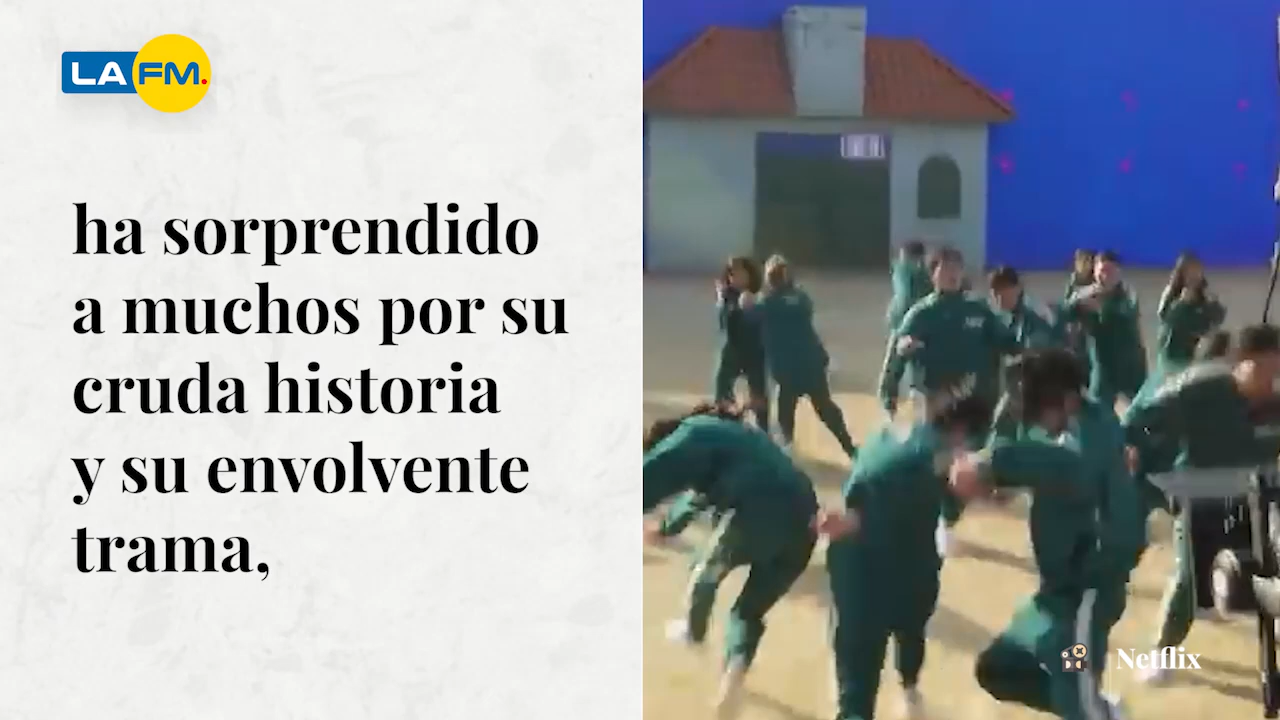 LA FM.
ha sorprendido
a muchos por su
cruda historia
y su envolvente
trama,
Netflix